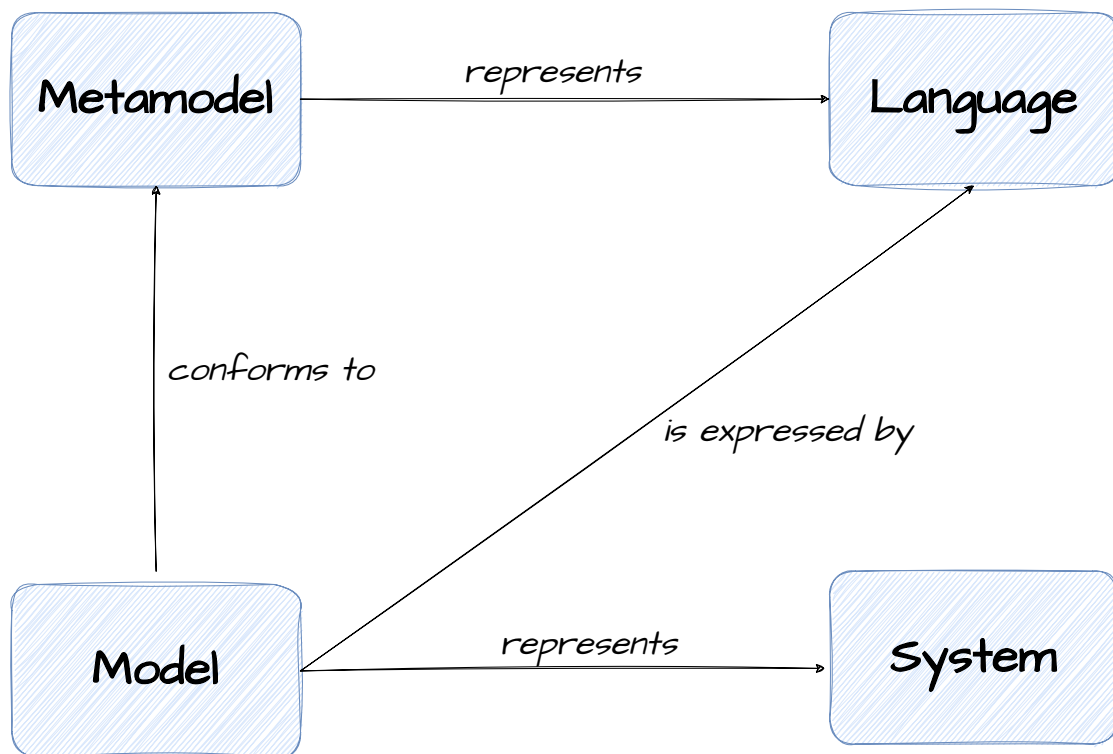 Metamodel
represents
Language
conforms to
is expressed by
Model
represents
System